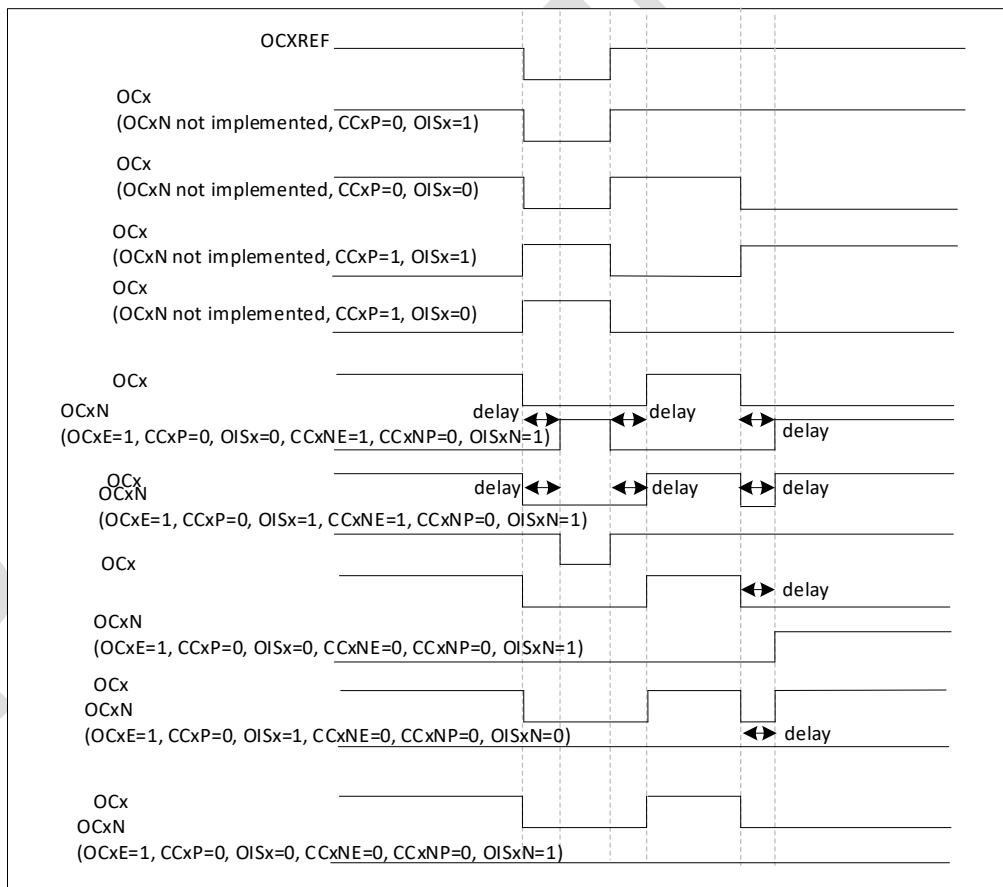 OCXREF
OCx
(OCxN not implemented, CCxP=0, OISx=1)
OCx
(OCxN not implemented, CCxP=0, OISx=0)
OCx
(OCxN not implemented, CCxP=1, OISx=1)
OCx
(OCxN not implemented, CCxP=1, OISx=0)
OCx
OCxN
delay
delay
delay
(OCxE=1, CCxP=0, OISx=0, CCxNE=1, CCxNP=0, OISxN=1)
OCx
OCxN
delay
delay
delay
(OCxE=1, CCxP=0, OISx=1, CCxNE=1, CCxNP=0, OISxN=1)
OCx
delay
OCxN
(OCxE=1, CCxP=0, OISx=0, CCxNE=0, CCxNP=0, OISxN=1)
OCx
OCxN
(OCxE=1, CCxP=0, OISx=1, CCxNE=0, CCxNP=0, OISxN=0)
delay
OCx
OCxN
(OCxE=1, CCxP=0, OISx=0, CCxNE=0, CCxNP=0, OISxN=1)